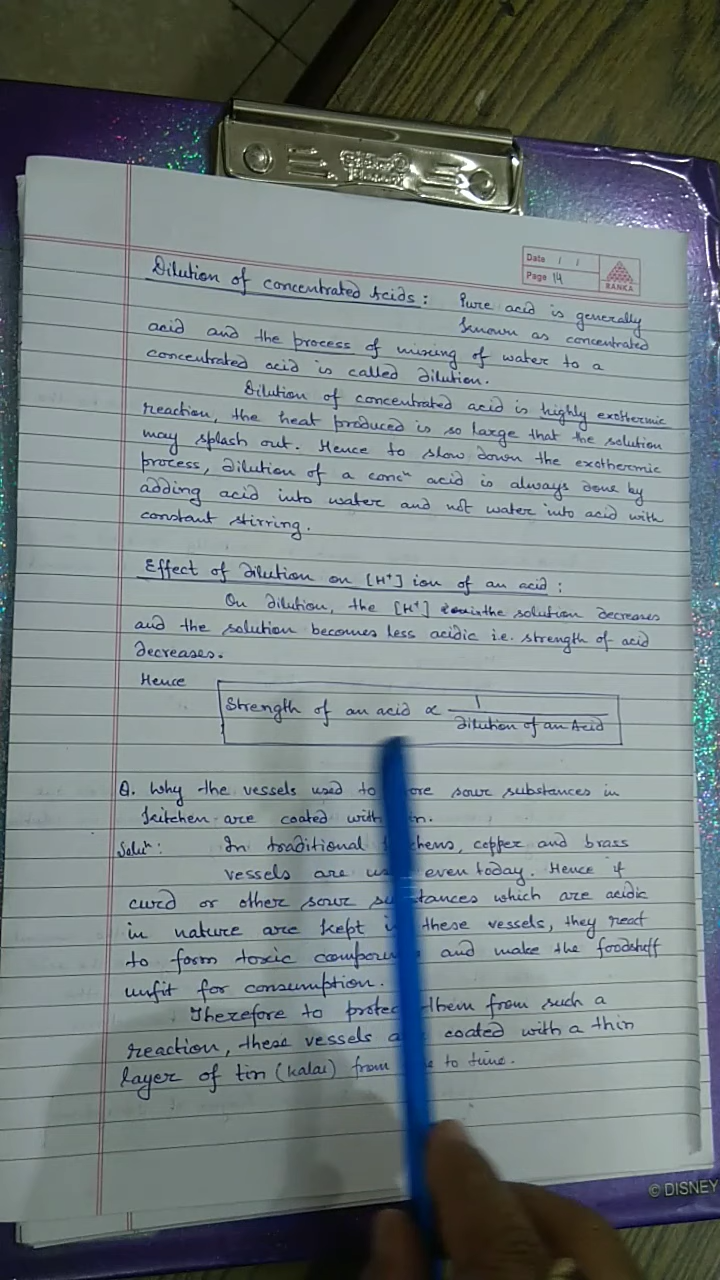 Date / /
Page 14
RANKA
Dilution of concentrated Acids : Pure acid is generally
known as concentrated
acid and the process of mixing of water to a
concentrated acid is called dilution.
Dilution of concentrated acid is highly exothermic
reaction, the heat produced is so large that the solution
may splash out. Hence to slow down the exothermic
process, dilution of a concn acid is always done by
adding acid into water and not water into acid with
constant stirring.
Effect of dilution on [H+] ion of an acid :
On dilution, the [H+] in the solution decreases
and the solution becomes less acidic i.e. strength of acid
decreases.
Hence
Strength of an acid ∝ 1
dilution of an Acid
Q. Why the vessels used to sour substances in
kitchen are coated with
Solun: In traditional copper and brass
vessels are even today. Hence if
curd or other sour which are acidic
in nature are kept these vessels, they react
to form toxic and make the foodstuff
unfit for consumption.
Therefore to them from such a
reaction, these vessels coated with a thin
layer of tin (kalai) from to time.
© DISNEY